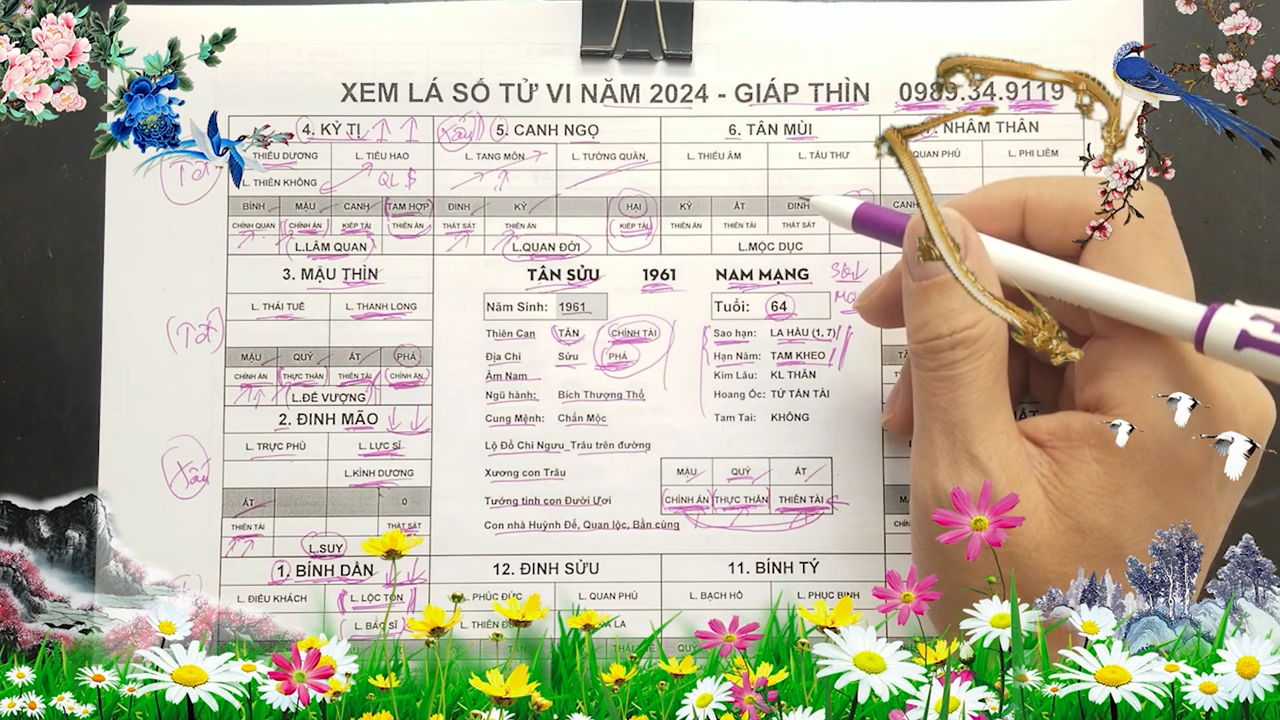 XEM LÁ SỐ TỬ VI NĂM 2024 - GIÁP THÌN 0989.34.9119
4. KỶ TỊ
5. CANH NGỌ
6. TÂN MÙI
7. NHÂM THÂN
THIẾU DƯƠNG L. TIỂU HAO L. TANG MÔN L. TƯỚNG QUÂN L. THIẾU ÂM L. TẤU THƯ QUAN PHỦ L. PHI LIÊM
L. THIÊN KHÔNG QL $
BÍNH MẬU CANH TAM HỢP ĐINH KỶ HẠI KỶ ẤT ĐINH CANH
CHÍNH QUAN CHÍNH ẤN KIẾP TÀI THIÊN ẤN THẤT SÁT THIÊN ẤN KIẾP TÀI THIÊN ẤN THIÊN TÀI THẤT SÁT
L.LÂM QUAN L.QUAN ĐỚI L.MỘC DỤC
3. MẬU THÌN
L. THÁI TUẾ L. THANH LONG
MẬU QUÝ ẤT PHÁ
CHÍNH ẤN THỰC THẦN THIÊN TÀI CHÍNH ẤN
L.ĐẾ VƯỢNG
2. ĐINH MÃO
L. TRỰC PHÙ L. LỰC SĨ
L.KÌNH DƯƠNG
ẤT 0
THIÊN TÀI THẤT SÁT
L.SUY
TÂN SỬU 1961 NAM MẠNG
Năm Sinh: 1961 Tuổi: 64
Thiên Can TÂN CHÍNH TÀI Sao hạn: LA HẦU (1, 7)
Địa Chi Sửu PHÁ Hạn Năm: TAM KHEO
Âm Nam Kim Lâu: KL THÂN
Ngũ hành: Bích Thượng Thổ Hoang Ốc: TỨ TẤN TÀI
Cung Mệnh: Chấn Mộc Tam Tai: KHÔNG
Lộ Đồ Chi Ngưu_Trâu trên đường
Xương con Trâu MẬU QUÝ ẤT
Tướng tinh con Đười Ươi CHÍNH ẤN THỰC THẦN THIÊN TÀI
Con nhà Huỳnh Đế, Quan lộc, Bần cùng
1. BÍNH DẦN
12. ĐINH SỬU
11. BÍNH TÝ
L. ĐIẾU KHÁCH L. LỘC TỒN PHÚC ĐỨC L. QUAN PHỦ L. BẠCH HỔ L. PHỤC BINH
L. BÁC SĨ